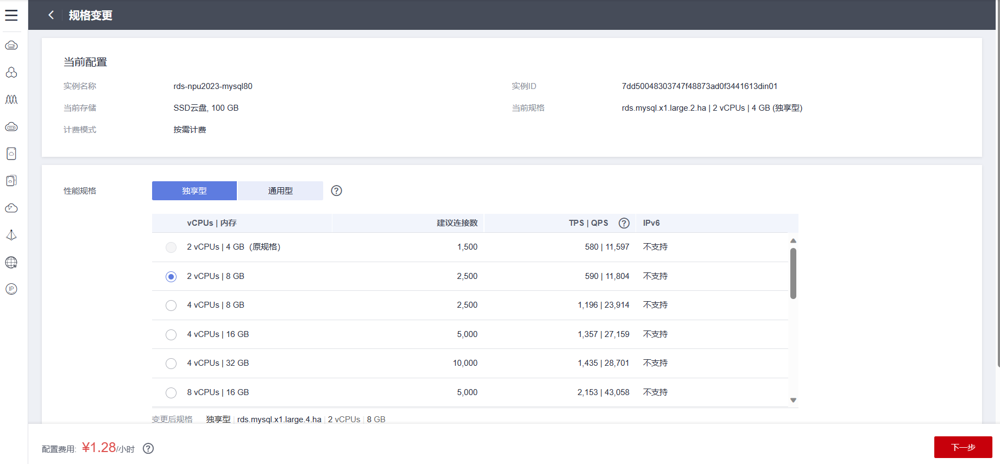 规格变更
当前配置
实例名称 rds-npu2023-mysql80 实例ID 7dd50048303747f48873ad0f3441613din01
当前存储 SSD云盘, 100 GB 当前规格 rds.mysql.x1.large.2.ha | 2 vCPUs | 4 GB (独享型)
计费模式 按需计费
性能规格 独享型 通用型 ?
vCPUs | 内存 建议连接数 TPS | QPS ? IPv6
2 vCPUs | 4 GB（原规格） 1,500 580 | 11,597 不支持
2 vCPUs | 8 GB 2,500 590 | 11,804 不支持
4 vCPUs | 8 GB 2,500 1,196 | 23,914 不支持
4 vCPUs | 16 GB 5,000 1,357 | 27,159 不支持
4 vCPUs | 32 GB 10,000 1,435 | 28,701 不支持
8 vCPUs | 16 GB 5,000 2,153 | 43,058 不支持
变更后规格 独享型 | rds.mysql.x1.large.4.ha | 2 vCPUs | 8 GB
配置费用: ¥1.28/小时 ? 下一步
W
IP